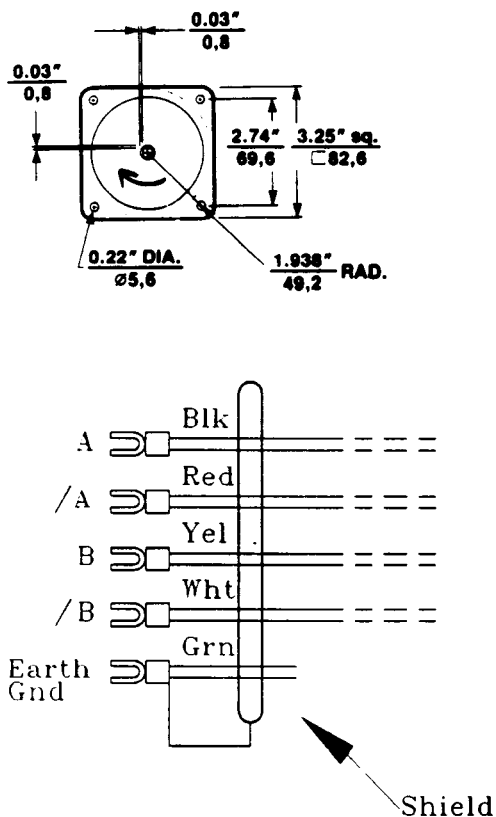 0.03"
0,8
0.03"
0,8
2.74"
69,6
3.25" sq.
□82,6
0.22" DIA.
Ø5,6
1.938" RAD.
49,2
Blk
A
Red
/A
Yel
B
Wht
/B
Grn
Earth
Gnd
Shield